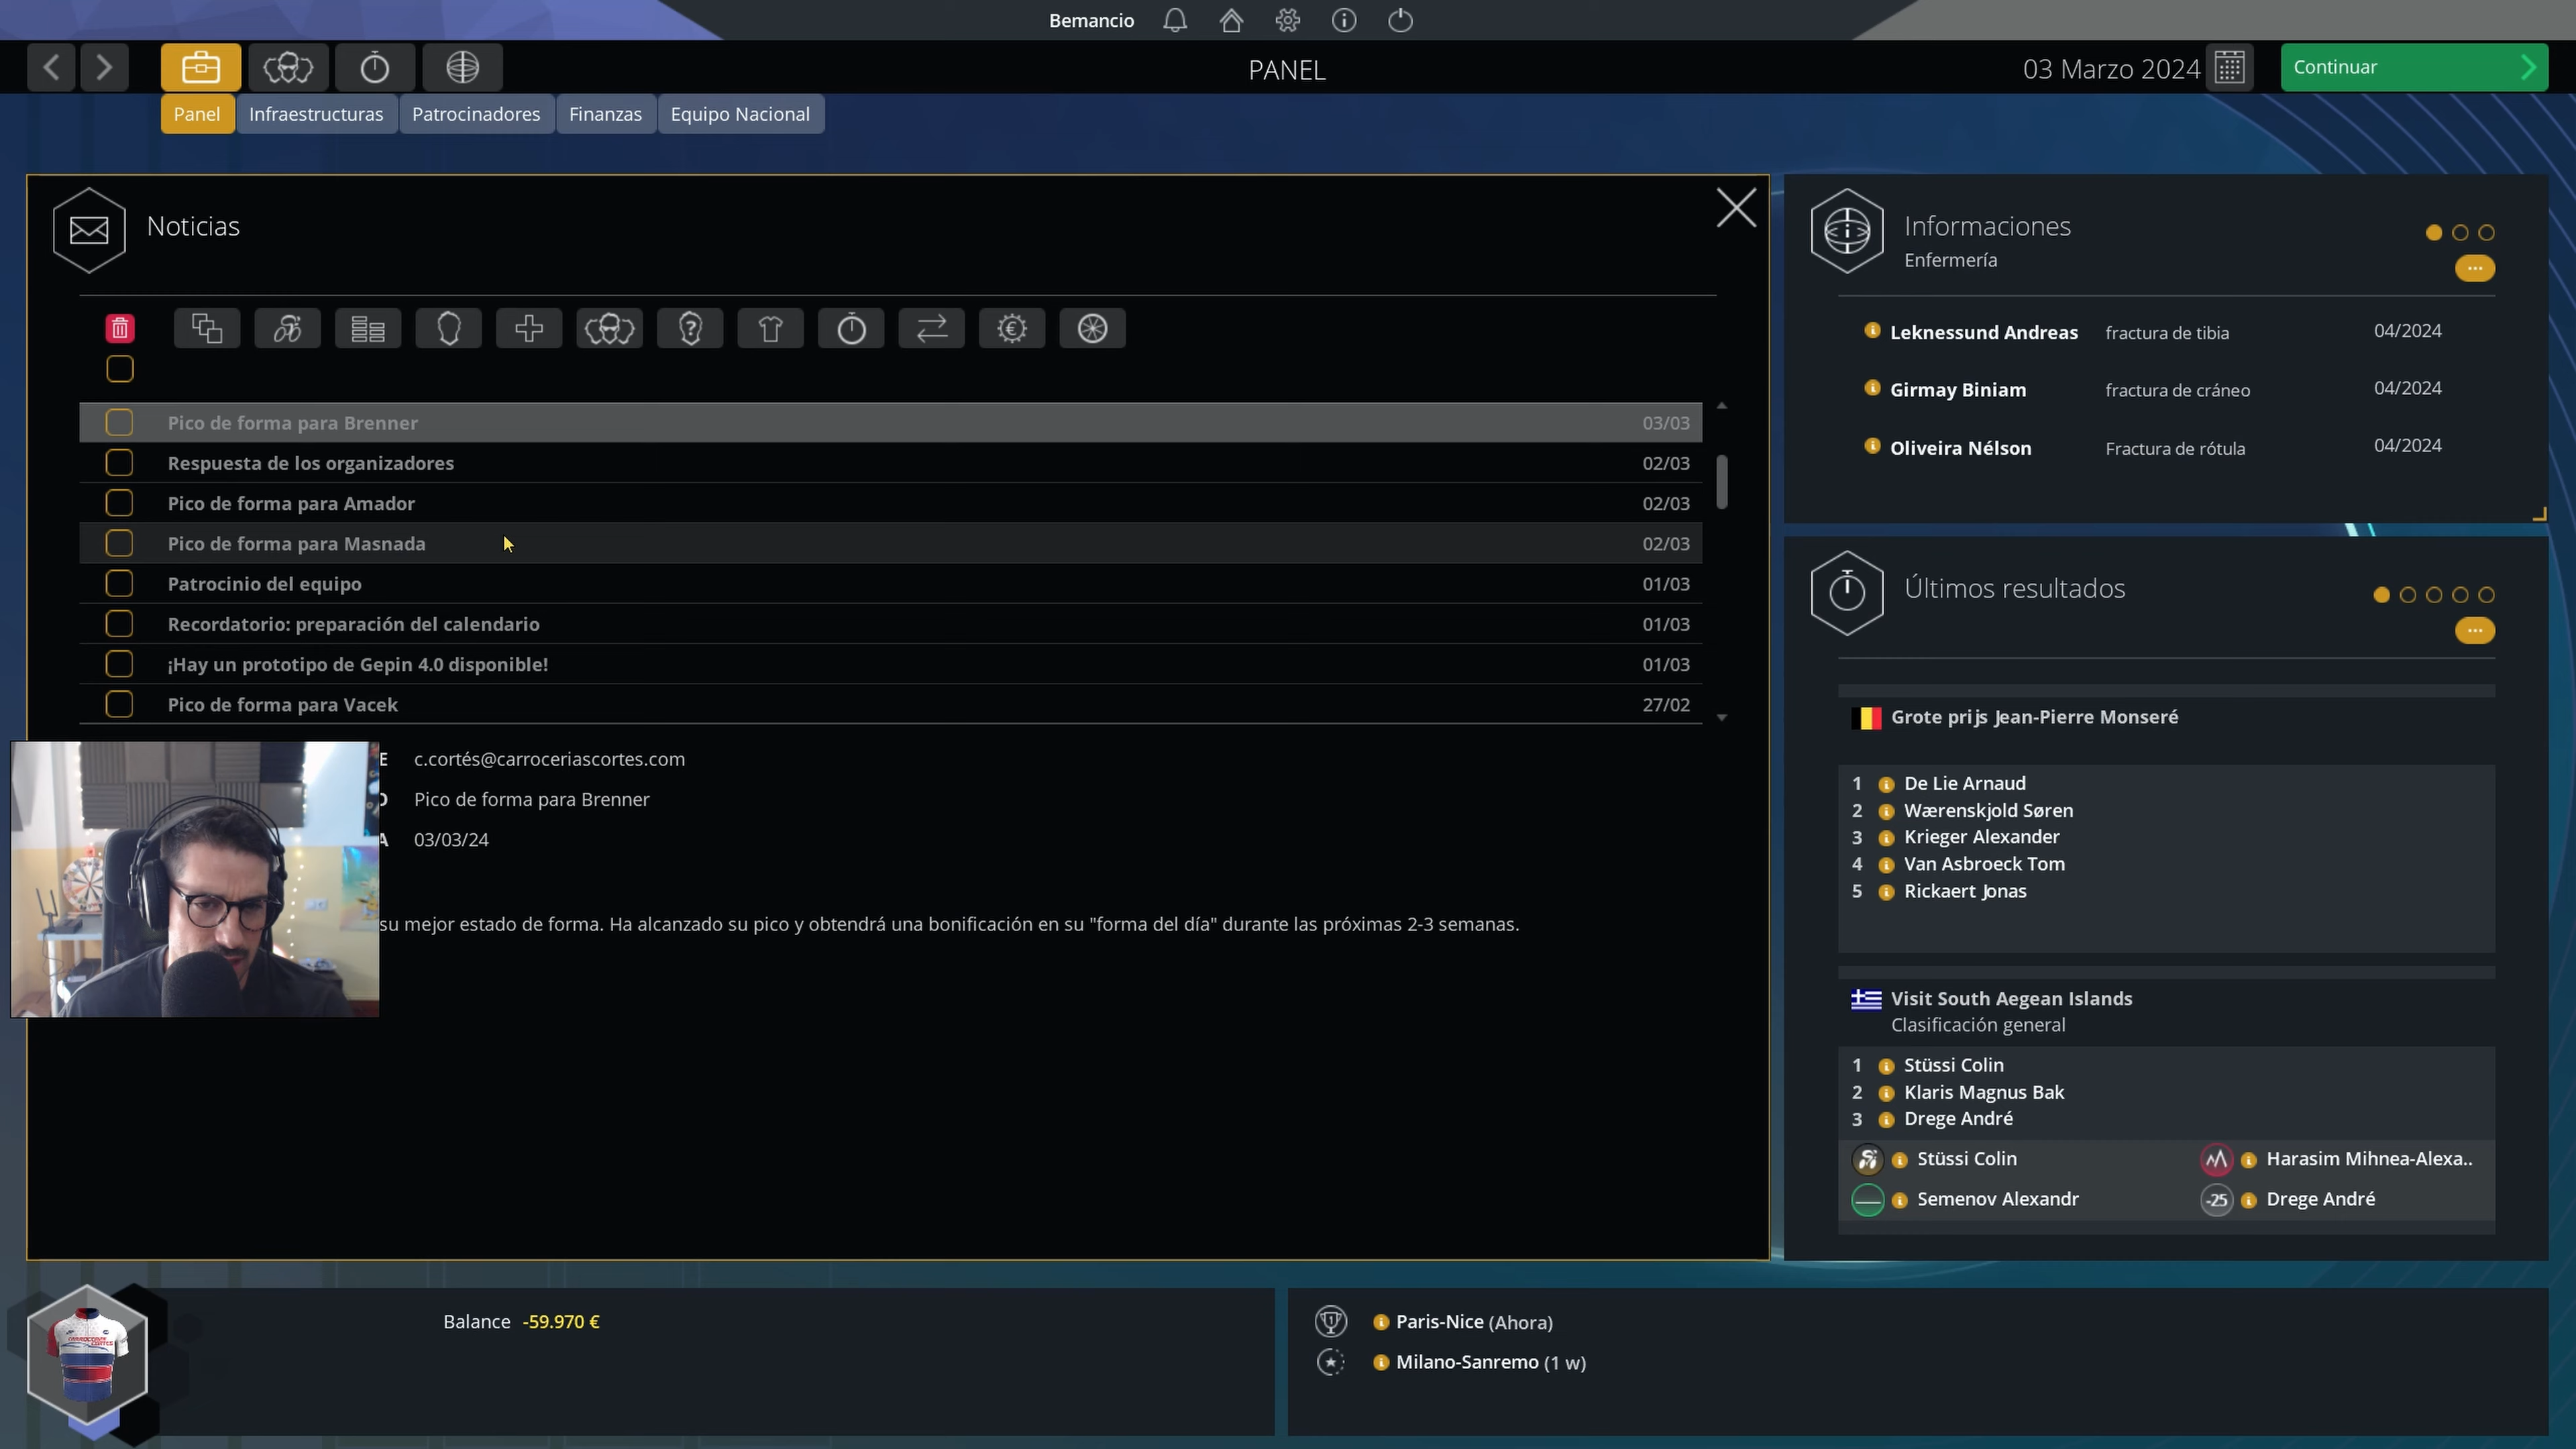 Bemancio
PANEL
03 Marzo 2024
Continuar
Panel
Infraestructuras
Patrocinadores
Finanzas
Equipo Nacional
Noticias
Pico de forma para Brenner 03/03
Respuesta de los organizadores 02/03
Pico de forma para Amador 02/03
Pico de forma para Masnada 02/03
Patrocinio del equipo 01/03
Recordatorio: preparación del calendario 01/03
¡Hay un prototipo de Gepin 4.0 disponible! 01/03
Pico de forma para Vacek 27/02
E c.cortés@carroceriascortes.com
Pico de forma para Brenner
A 03/03/24
su mejor estado de forma. Ha alcanzado su pico y obtendrá una bonificación en su "forma del día" durante las próximas 2-3 semanas.
Informaciones
Enfermería
Leknessund Andreas fractura de tibia 04/2024
Girmay Biniam fractura de cráneo 04/2024
Oliveira Nélson Fractura de rótula 04/2024
Últimos resultados
Grote prijs Jean-Pierre Monseré
1 De Lie Arnaud
2 Wærenskjold Søren
3 Krieger Alexander
4 Van Asbroeck Tom
5 Rickaert Jonas
Visit South Aegean Islands
Clasificación general
1 Stüssi Colin
2 Klaris Magnus Bak
3 Drege André
Stüssi Colin Harasim Mihnea-Alexa..
Semenov Alexandr -25 Drege André
Balance -59.970 €
Paris-Nice (Ahora)
Milano-Sanremo (1 w)